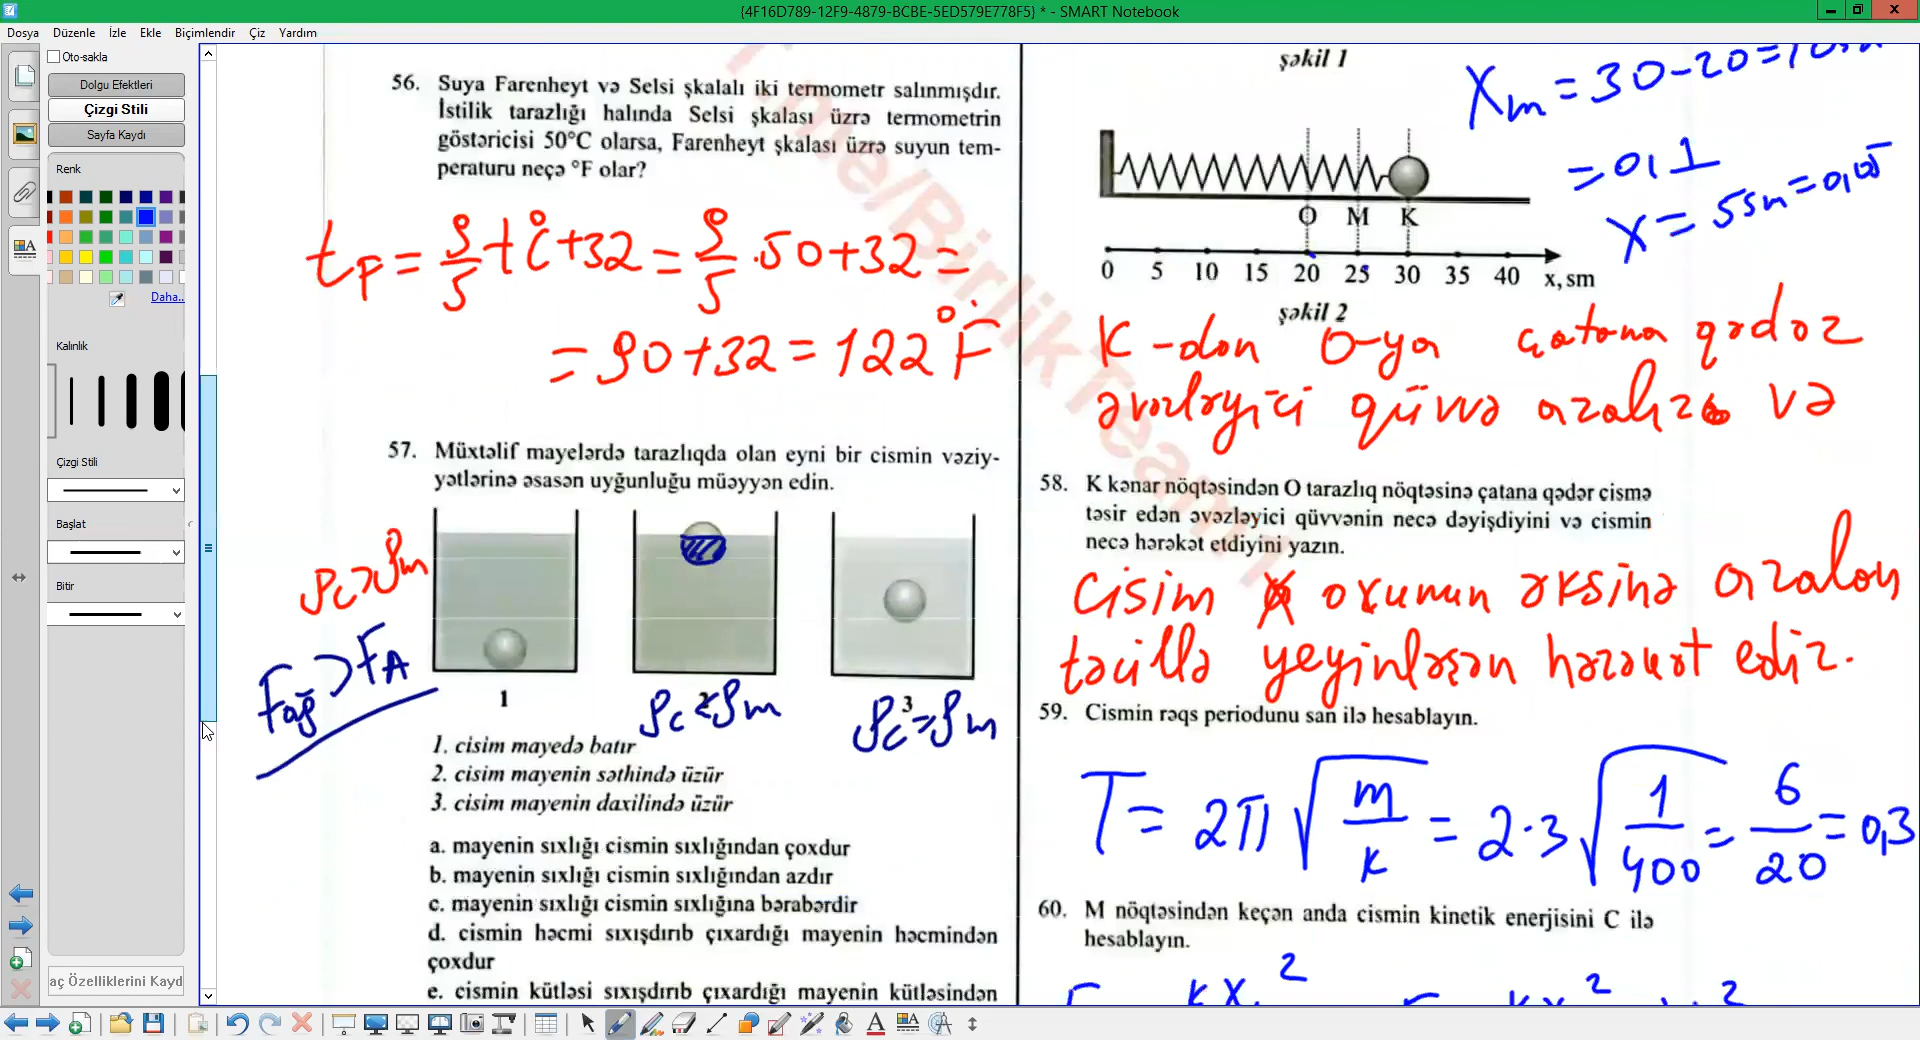 {4F16D789-12F9-4879-BCBE-5ED579E778F5} * - SMART Notebook
Dosya Düzenle İzle Ekle Biçimlendir Çiz Yardım
Oto-sakla
Dolgu Efektleri
Çizgi Stili
Sayfa Kaydı
Renk
Daha..
Kalınlık
Çizgi Stili
Başlat
Bitir
aç Özelliklerini Kayd
56. Suya Farenheyt və Selsi şkalalı iki termometr salınmışdır.
İstilik tarazlığı halında Selsi şkalası üzrə termometrin
göstəricisi 50°C olarsa, Farenheyt şkalası üzrə suyun tem-
peraturu neçə °F olar?
t_F = 9/5 t°C + 32 = 9/5 · 50 + 32 =
= 90 + 32 = 122°F
57. Müxtəlif mayelərdə tarazlıqda olan eyni bir cismin vəziy-
yətlərinə əsasən uyğunluğu müəyyən edin.
ρc > ρm
Fağ > FA
1
2
3
ρc < ρm
ρc = ρm
1. cisim mayedə batır
2. cisim mayenin səthində üzür
3. cisim mayenin daxilində üzür
a. mayenin sıxlığı cismin sıxlığından çoxdur
b. mayenin sıxlığı cismin sıxlığından azdır
c. mayenin sıxlığı cismin sıxlığına bərabərdir
d. cismin həcmi sıxışdırıb çıxardığı mayenin həcmindən
çoxdur
e. cismin kütləsi sıxışdırıb çıxardığı mayenin kütləsindən
şəkil 1
Xm = 30 - 20 = 10sm
= 0,1
X = 5sm = 0,05
O M K
0 5 10 15 20 25 30 35 40 x, sm
şəkil 2
K-dan O-ya çatana qədər
əvəzləyici qüvvə azalır və
58. K kənar nöqtəsindən O tarazlıq nöqtəsinə çatana qədər cismə
təsir edən əvəzləyici qüvvənin necə dəyişdiyini və cismin
necə hərəkət etdiyini yazın.
cisim X oxunun əksinə azalan
təcillə yeyinləşən hərəkət edir.
59. Cismin rəqs periodunu san ilə hesablayın.
T = 2π √(m/k) = 2·3 √(1/400) = 6/20 = 0,3
60. M nöqtəsindən keçən anda cismin kinetik enerjisini C ilə
hesablayın.
t.me/BirlikTeam1